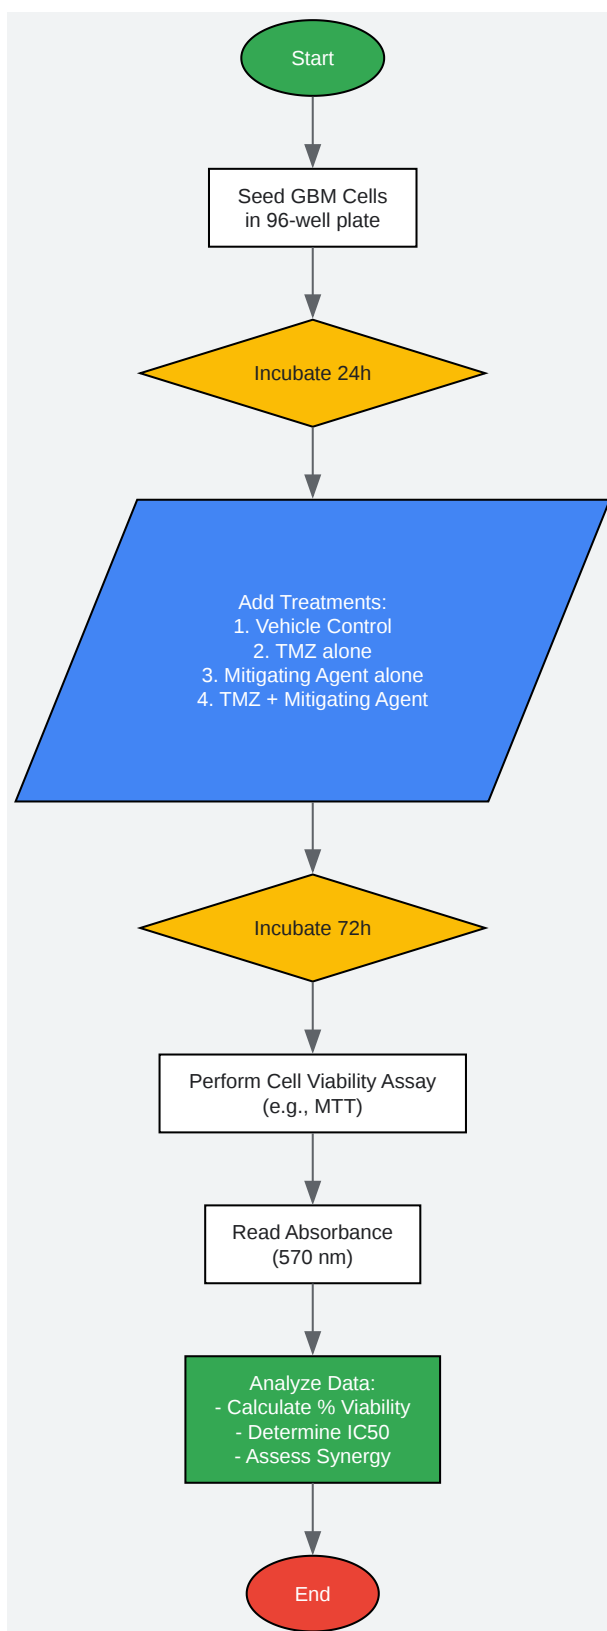 Start
Seed GBM Cells
in 96-well plate
Incubate 24h
Add Treatments:
1. Vehicle Control
2. TMZ alone
3. Mitigating Agent alone
4. TMZ + Mitigating Agent
Incubate 72h
Perform Cell Viability Assay
(e.g., MTT)
Read Absorbance
(570 nm)
Analyze Data:
- Calculate % Viability
- Determine IC50
- Assess Synergy
End